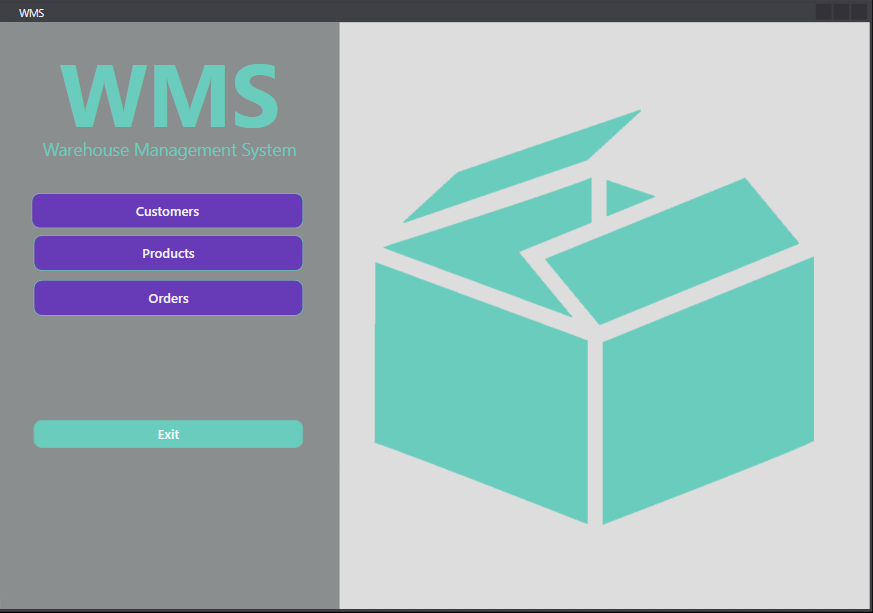 WMS
WMS
Warehouse Management System
Customers
Products
Orders
Exit